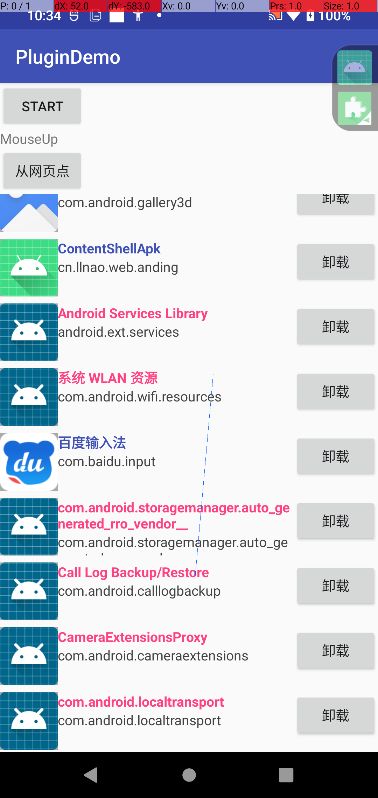 P: 0 / 1 dX: 52.0 dY: -583.0 Xv: 0.0 Yv: 0.0 Prs: 1.0 Size: 1.0
10:34 100%
PluginDemo
START
MouseUp
从网页点
com.android.gallery3d 卸载
ContentShellApk
cn.llnao.web.anding 卸载
Android Services Library
android.ext.services 卸载
系统 WLAN 资源
com.android.wifi.resources 卸载
百度输入法
du com.baidu.input 卸载
com.android.storagemanager.auto_ge
nerated_rro_vendor__
com.android.storagemanager.auto_ge 卸载
Call Log Backup/Restore
com.android.calllogbackup 卸载
CameraExtensionsProxy
com.android.cameraextensions 卸载
com.android.localtransport
com.android.localtransport 卸载